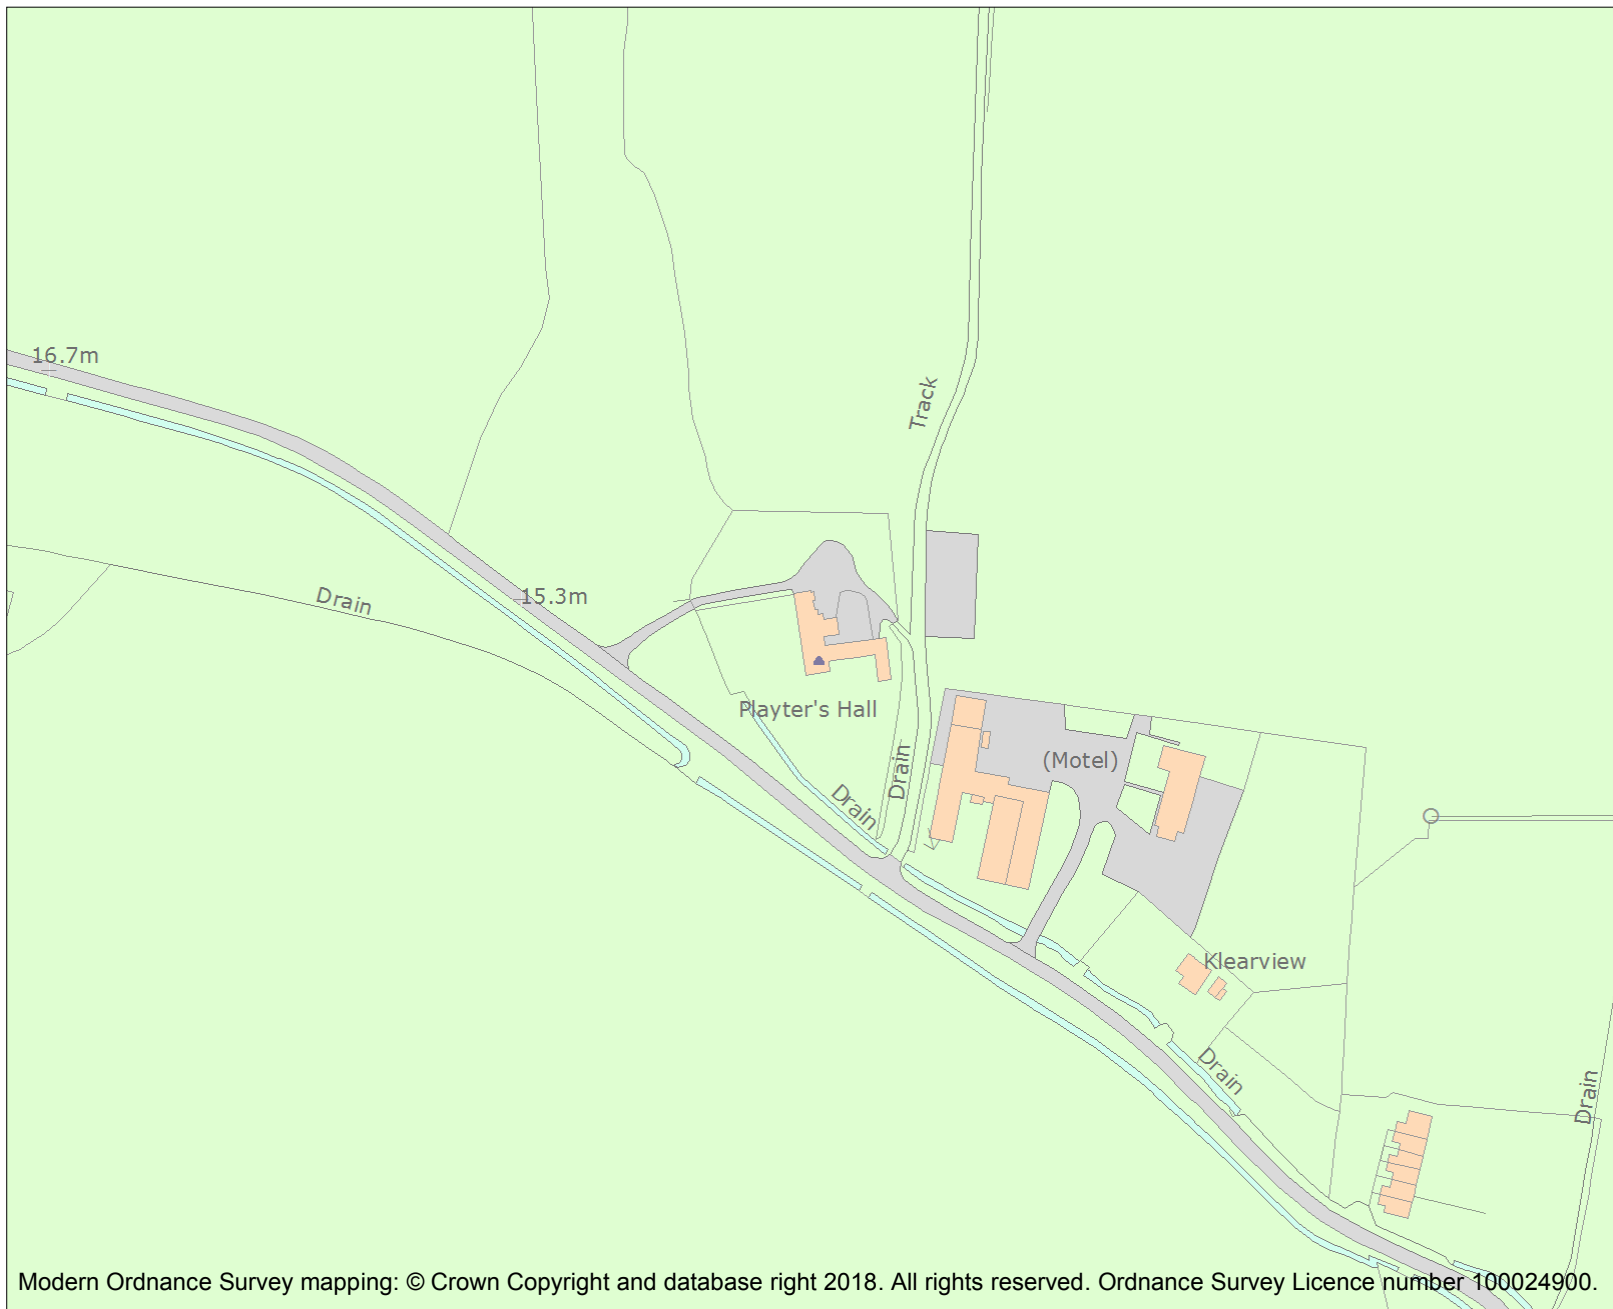 16.7m
Track
Drain
15.3m
Playter's Hall
Drain
(Motel)
Drain
Klearview
Drain
Drain
Modern Ordnance Survey mapping: © Crown Copyright and database right 2018. All rights reserved. Ordnance Survey Licence number 100024900.